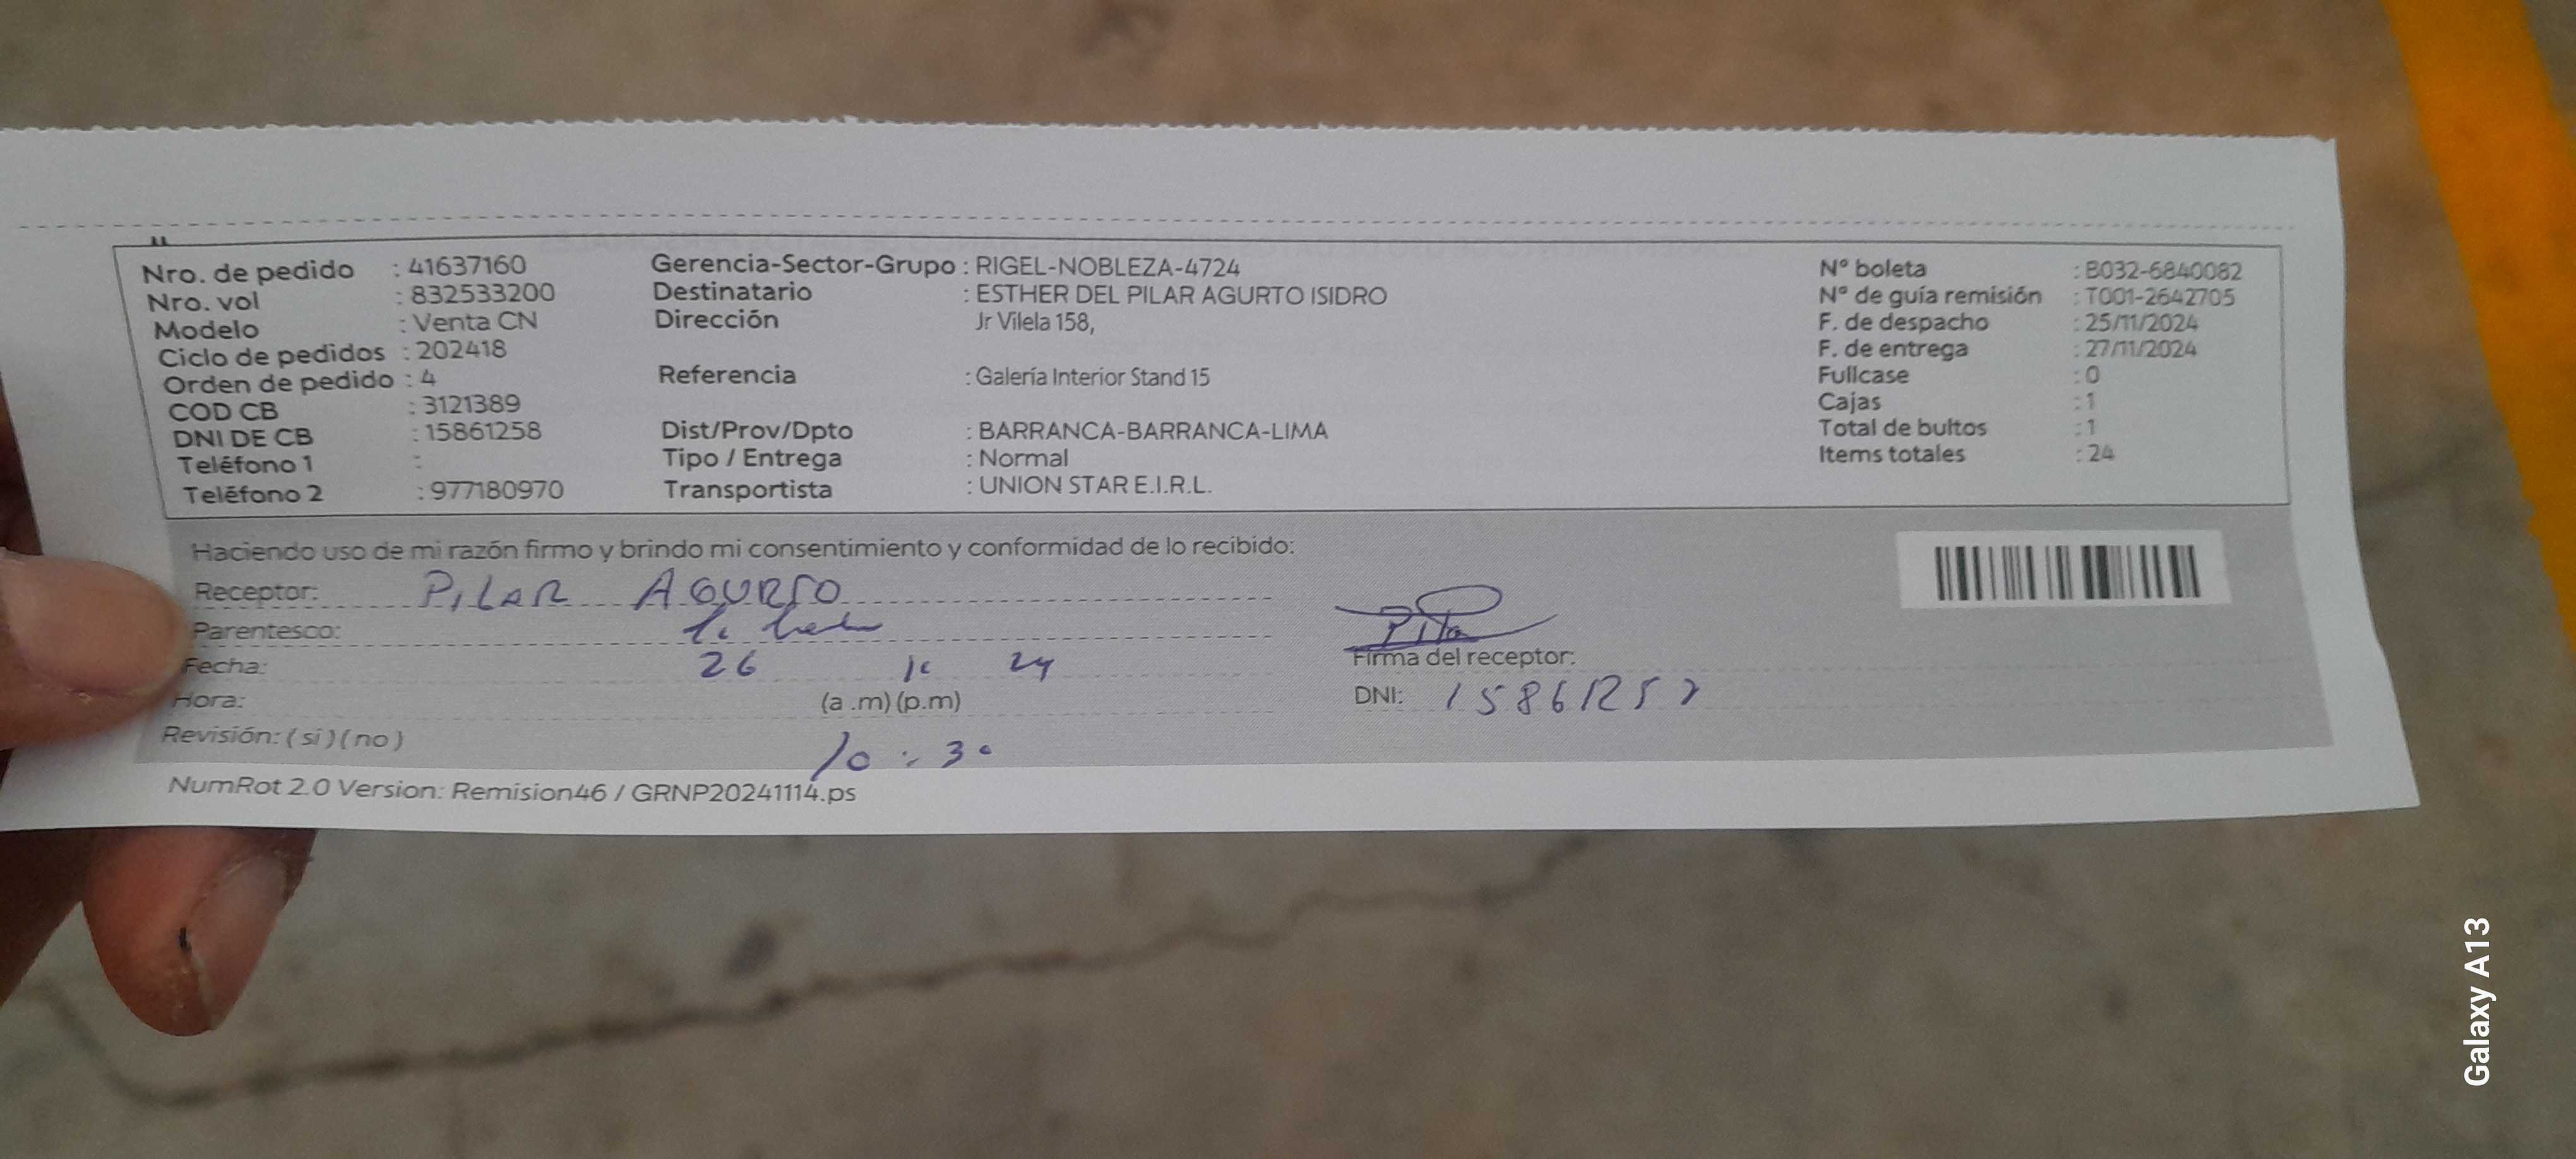 Nro. de pedido : 41637160
Nro. vol : 832533200
Modelo : Venta CN
Ciclo de pedidos : 202418
Orden de pedido : 4
COD CB : 3121389
DNI DE CB : 15861258
Teléfono 1 :
Teléfono 2 : 977180970
Gerencia-Sector-Grupo : RIGEL-NOBLEZA-4724
Destinatario : ESTHER DEL PILAR AGURTO ISIDRO
Dirección Jr Vilela 158,
Referencia : Galería Interior Stand 15
Dist/Prov/Dpto : BARRANCA-BARRANCA-LIMA
Tipo / Entrega : Normal
Transportista : UNION STAR E.I.R.L.
N° boleta : B032-6840082
N° de guía remisión : T001-2642705
F. de despacho : 25/11/2024
F. de entrega : 27/11/2024
Fullcase : 0
Cajas : 1
Total de bultos : 1
Items totales : 24
Haciendo uso de mi razón firmo y brindo mi consentimiento y conformidad de lo recibido:
Receptor: PILAR AGURTO
Parentesco:
Fecha: 26 24
Hora: (a .m) (p.m)
Revisión: ( si ) ( no )
10 : 30
Pilar
Firma del receptor:
DNI:
NumRot 2.0 Version: Remision46 / GRNP20241114.ps
Galaxy A13